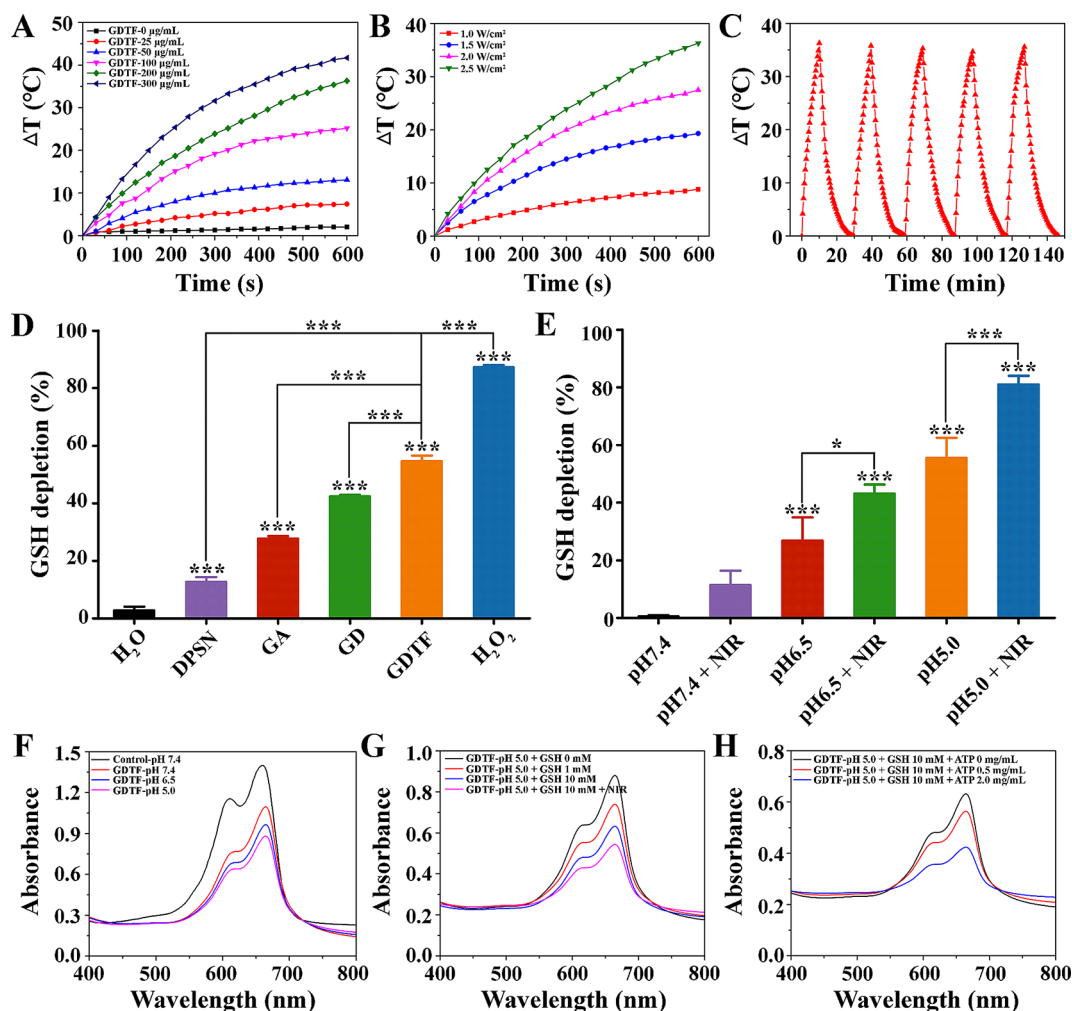 A
GDTF-0 μg/mL
GDTF-25 μg/mL
GDTF-50 μg/mL
GDTF-100 μg/mL
GDTF-200 μg/mL
GDTF-300 μg/mL
ΔT (°C)
50
40
30
20
10
0
0 100 200 300 400 500 600
Time (s)
B
1.0 W/cm²
1.5 W/cm²
2.0 W/cm²
2.5 W/cm²
ΔT (°C)
40
30
20
10
0
0 100 200 300 400 500 600
Time (s)
C
ΔT (°C)
40
30
20
10
0
0 20 40 60 80 100 120 140
Time (min)
D
GSH depletion (%)
100
80
60
40
20
0
*** ***
***
***
*** *** *** *** ***
H₂O DPSN GA GD GDTF H₂O₂
E
GSH depletion (%)
100
80
60
40
20
0
***
*
*** *** *** ***
pH7.4 pH7.4 + NIR pH6.5 pH6.5 + NIR pH5.0 pH5.0 + NIR
F
Control-pH 7.4
GDTF-pH 7.4
GDTF-pH 6.5
GDTF-pH 5.0
Absorbance
1.5
1.2
0.9
0.6
0.3
0.0
400 500 600 700 800
Wavelength (nm)
G
GDTF-pH 5.0 + GSH 0 mM
GDTF-pH 5.0 + GSH 1 mM
GDTF-pH 5.0 + GSH 10 mM
GDTF-pH 5.0 + GSH 10 mM + NIR
Absorbance
1.0
0.8
0.6
0.4
0.2
0.0
400 500 600 700 800
Wavelength (nm)
H
GDTF-pH 5.0 + GSH 10 mM + ATP 0 mg/mL
GDTF-pH 5.0 + GSH 10 mM + ATP 0.5 mg/mL
GDTF-pH 5.0 + GSH 10 mM + ATP 2.0 mg/mL
Absorbance
0.8
0.6
0.4
0.2
0.0
400 500 600 700 800
Wavelength (nm)